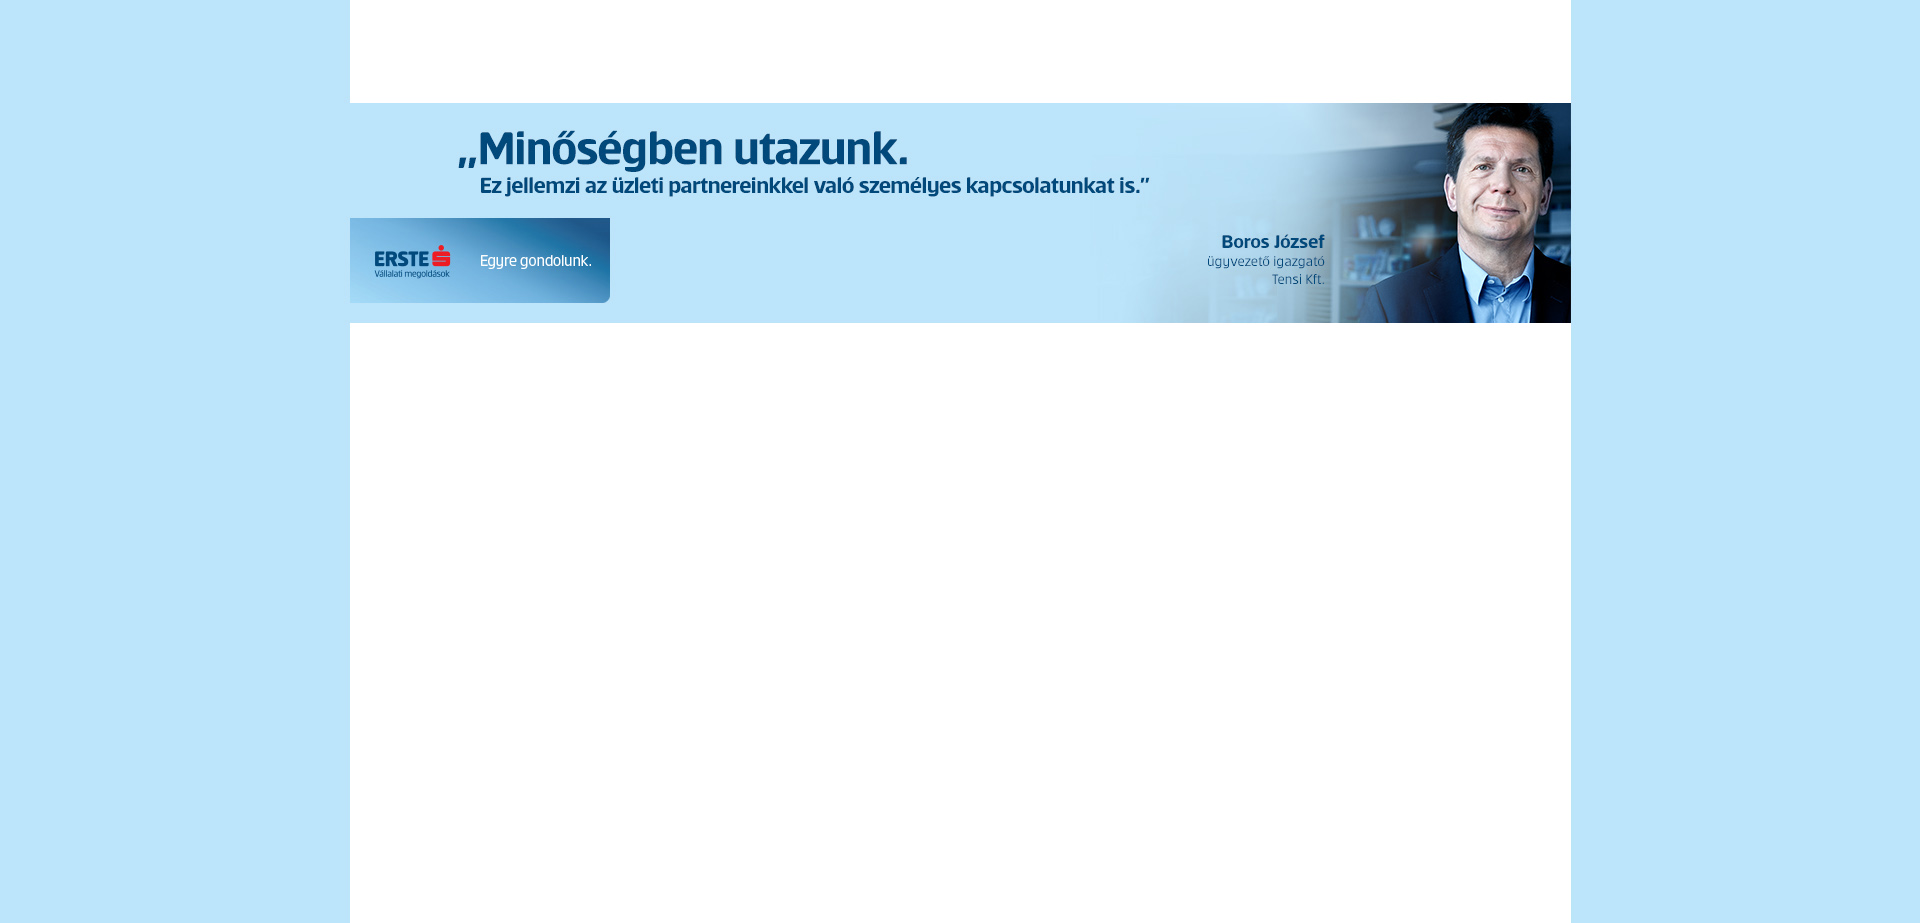 „Minőségben utazunk.
Ez jellemzi az üzleti partnereinkkel való személyes kapcsolatunkat is.”
ERSTE
Vállalati megoldások
Egyre gondolunk.
Boros József
ügyvezető igazgató
Tensi Kft.